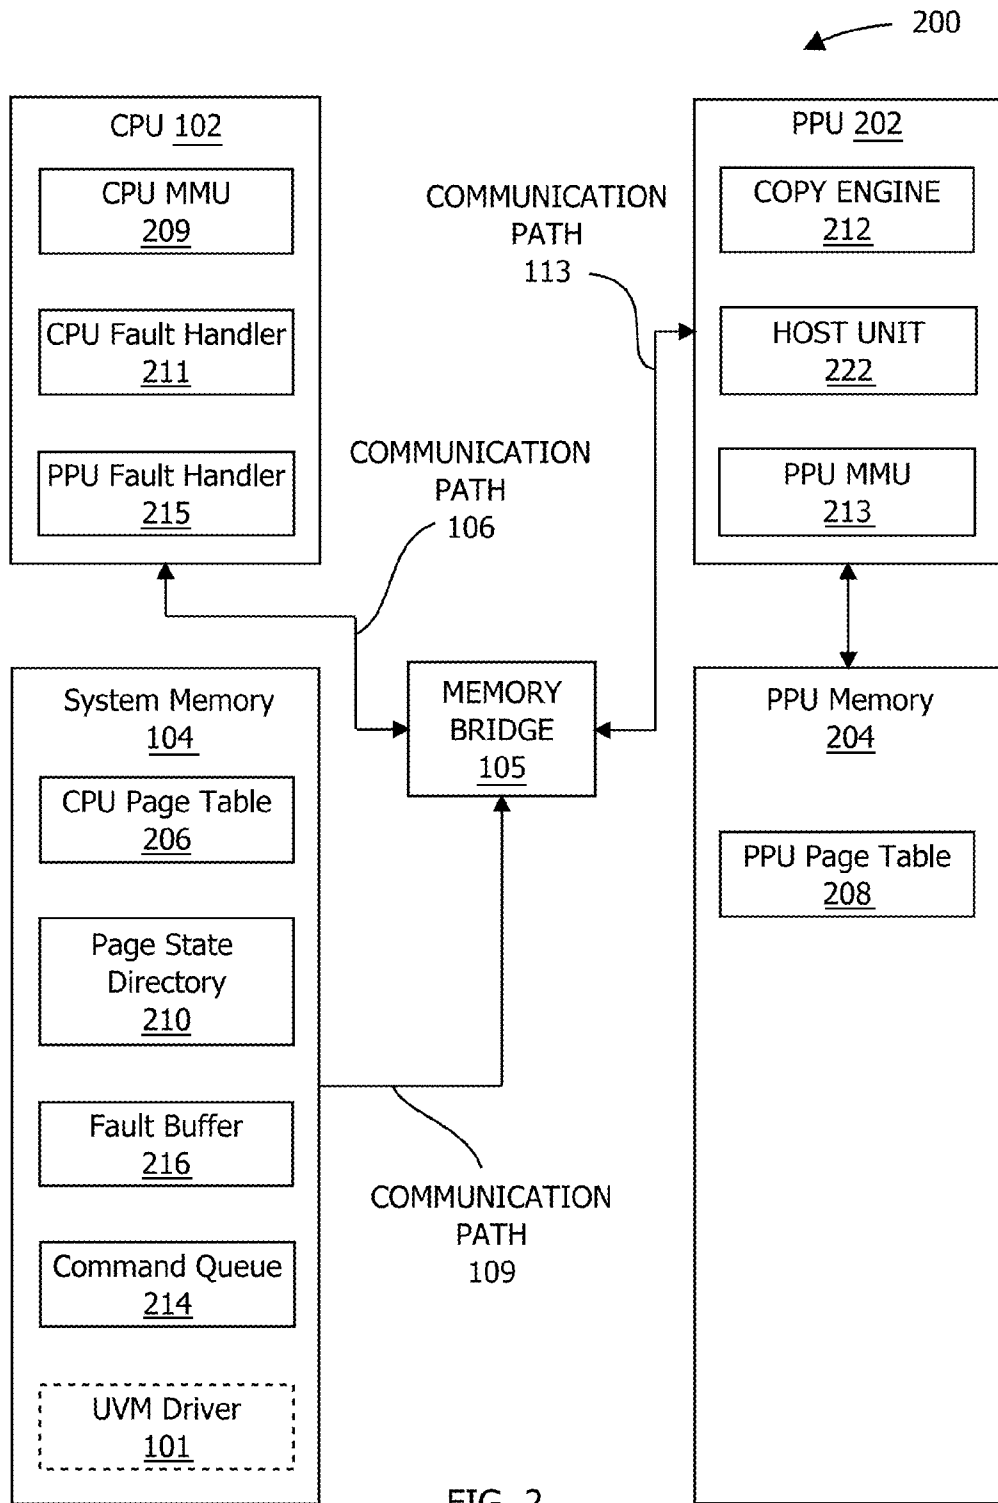 200
CPU 102
CPU MMU
209
CPU Fault Handler
211
PPU Fault Handler
215
COMMUNICATION
PATH
113
PPU 202
COPY ENGINE
212
HOST UNIT
222
PPU MMU
213
COMMUNICATION
PATH
106
System Memory
104
CPU Page Table
206
Page State
Directory
210
Fault Buffer
216
Command Queue
214
UVM Driver
101
MEMORY
BRIDGE
105
COMMUNICATION
PATH
109
PPU Memory
204
PPU Page Table
208
FIG. 2